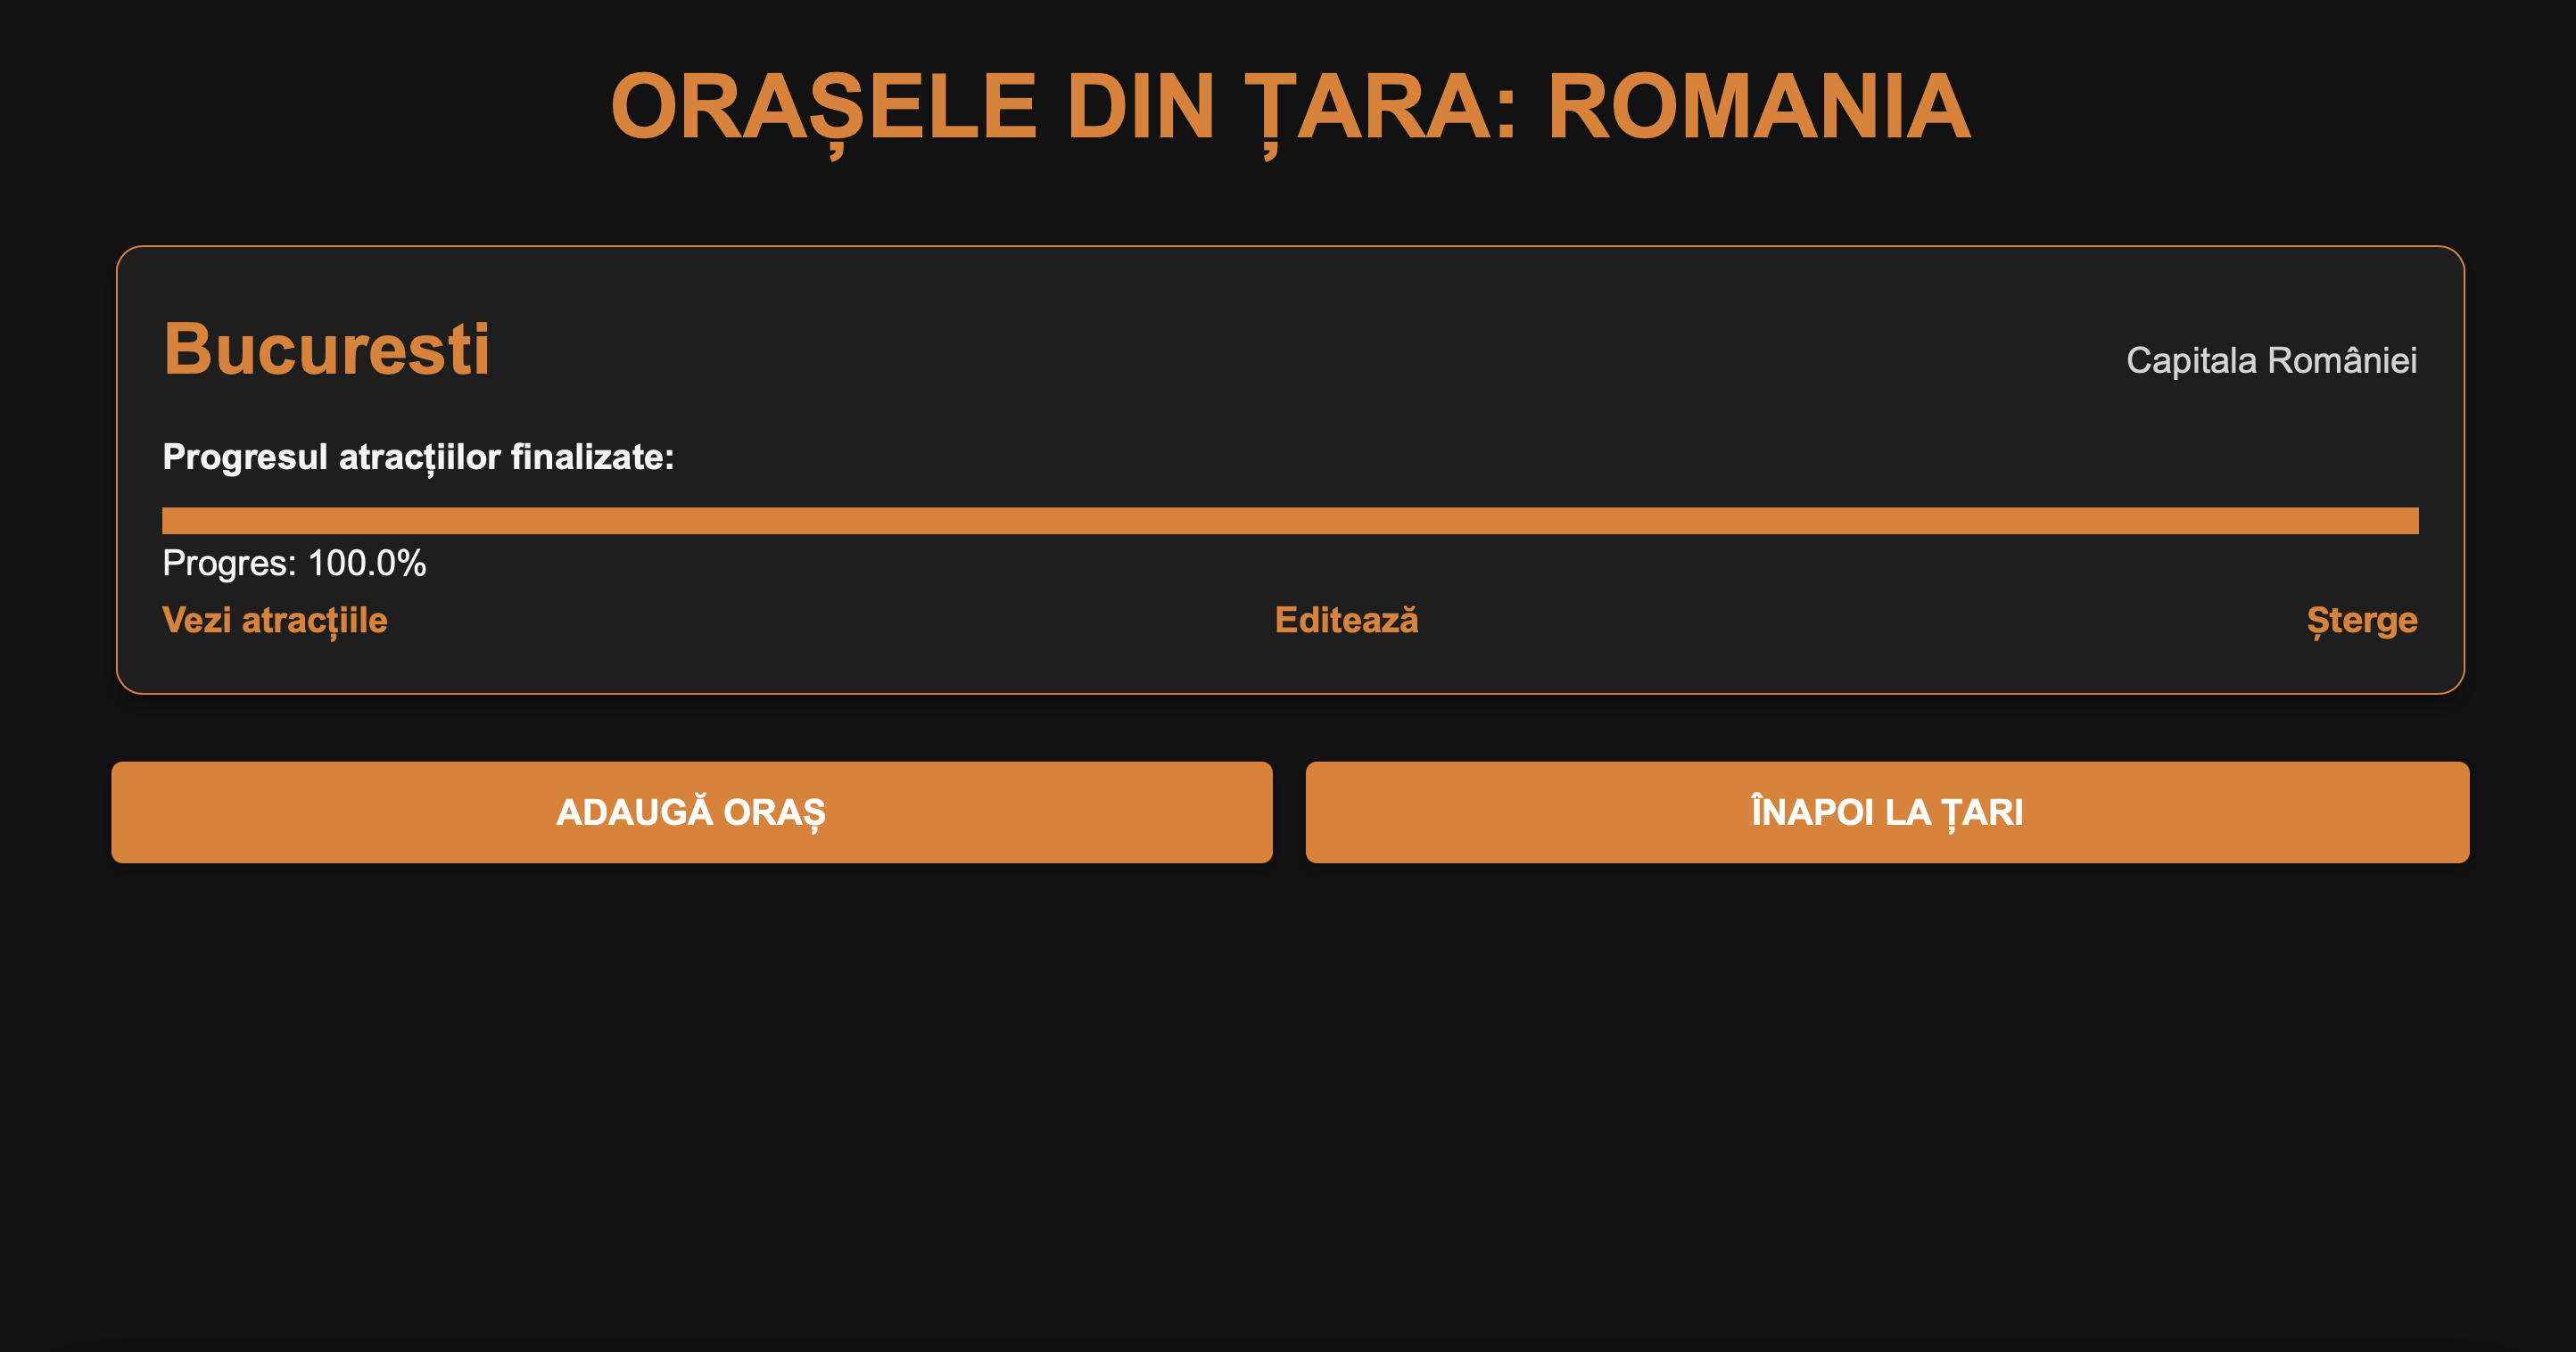 ORAȘELE DIN ȚARA: ROMANIA
Bucuresti
Capitala României
Progresul atracțiilor finalizate:
Progres: 100.0%
Vezi atracțiile
Editează
Șterge
ADAUGĂ ORAȘ
ÎNAPOI LA ȚARI